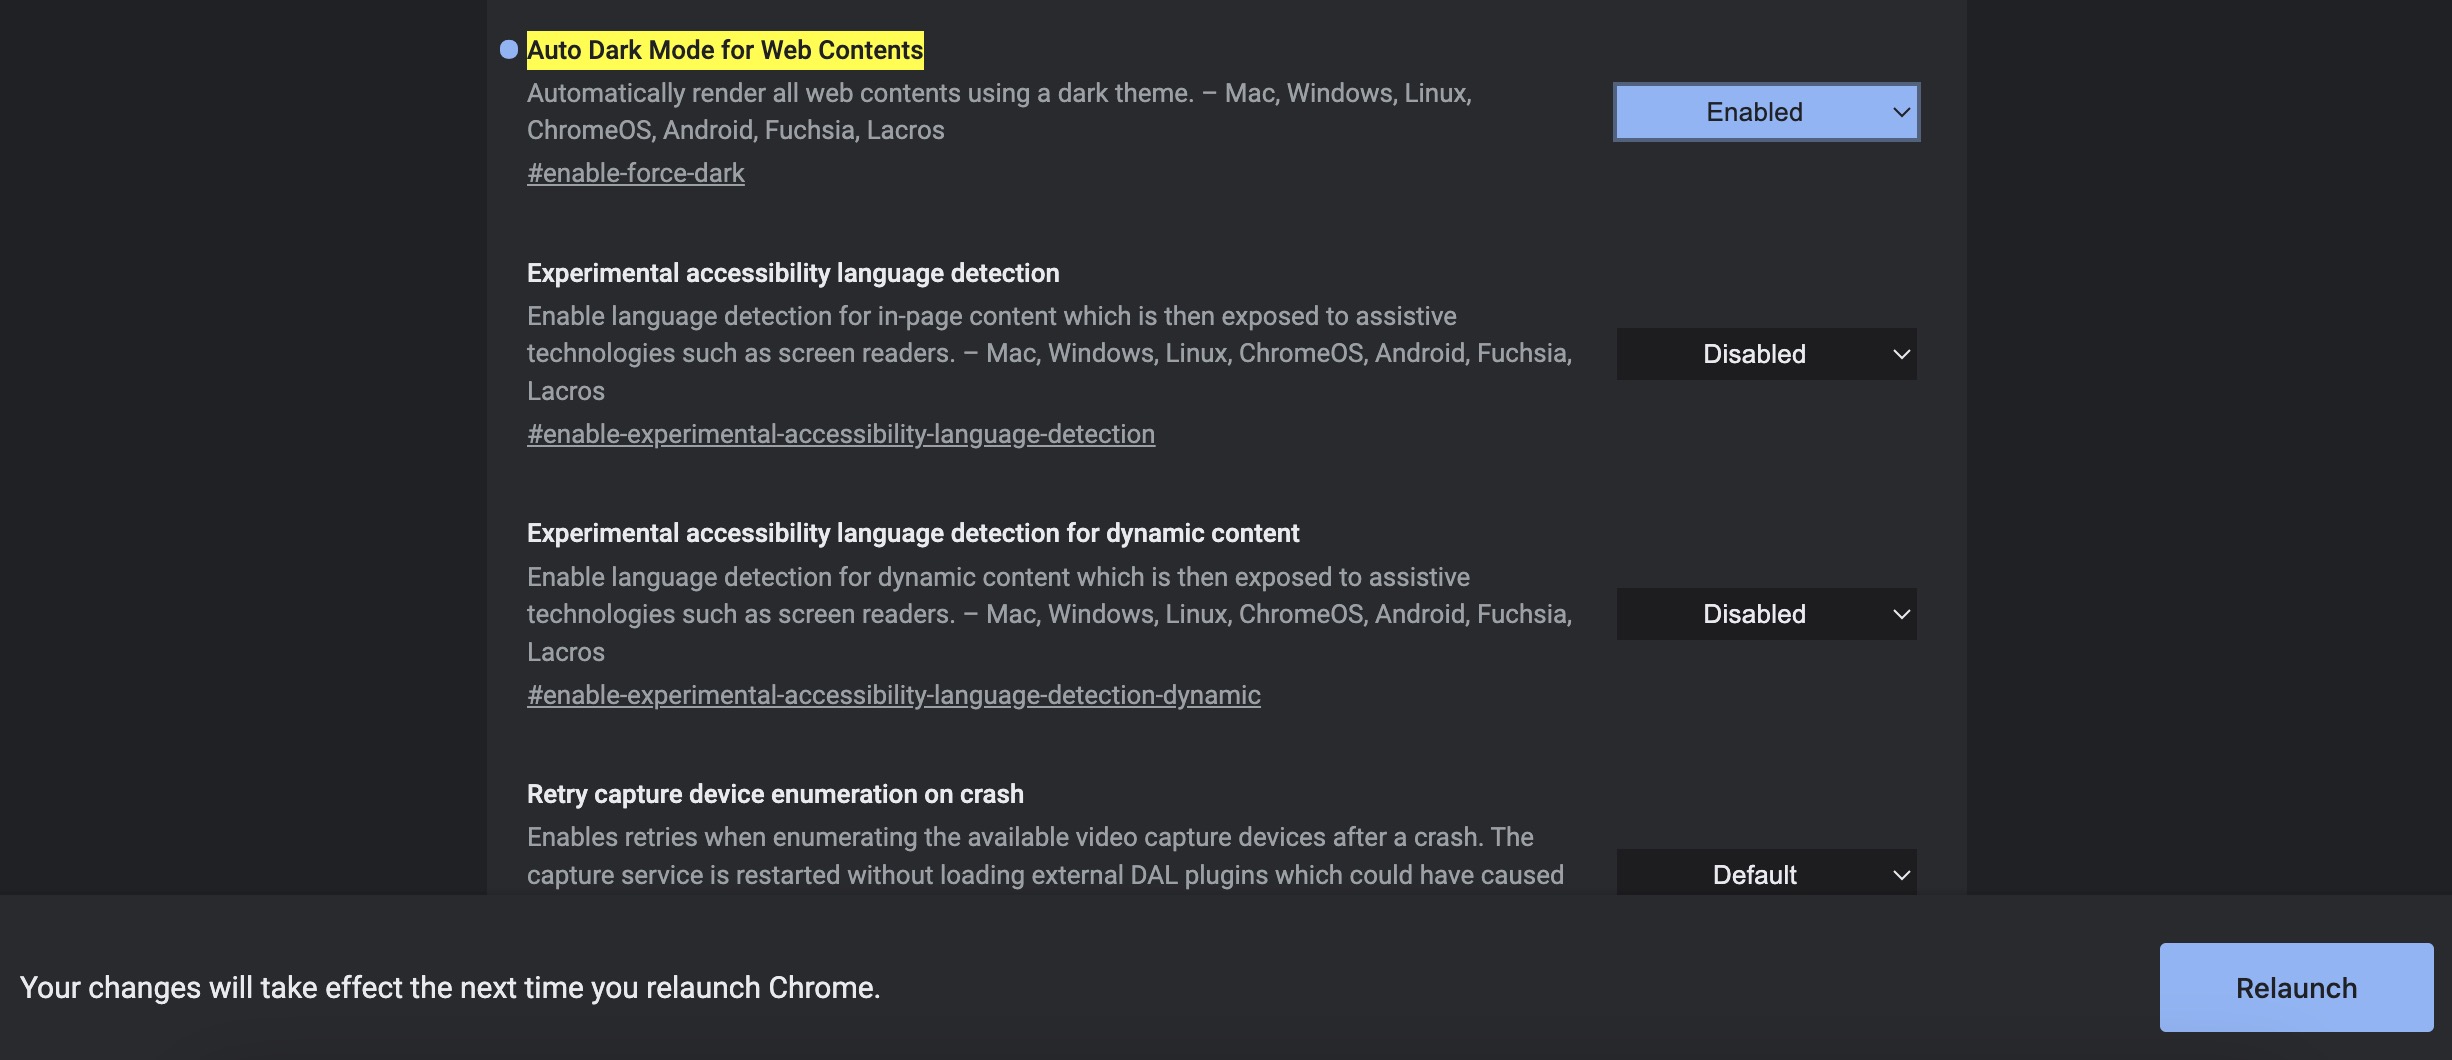 Auto Dark Mode for Web Contents
Automatically render all web contents using a dark theme. – Mac, Windows, Linux,
ChromeOS, Android, Fuchsia, Lacros
#enable-force-dark
Enabled
Experimental accessibility language detection
Enable language detection for in-page content which is then exposed to assistive
technologies such as screen readers. – Mac, Windows, Linux, ChromeOS, Android, Fuchsia,
Lacros
#enable-experimental-accessibility-language-detection
Disabled
Experimental accessibility language detection for dynamic content
Enable language detection for dynamic content which is then exposed to assistive
technologies such as screen readers. – Mac, Windows, Linux, ChromeOS, Android, Fuchsia,
Lacros
#enable-experimental-accessibility-language-detection-dynamic
Disabled
Retry capture device enumeration on crash
Enables retries when enumerating the available video capture devices after a crash. The
capture service is restarted without loading external DAL plugins which could have caused
Default
Your changes will take effect the next time you relaunch Chrome.
Relaunch